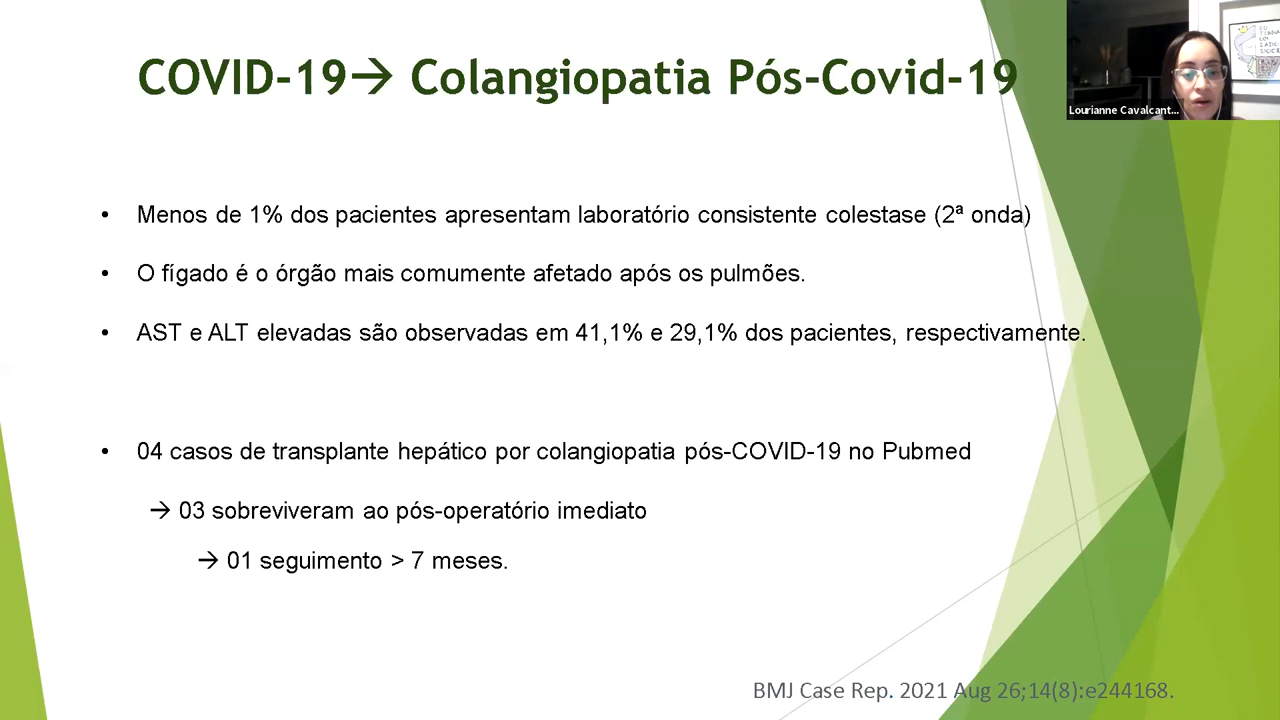 COVID-19→ Colangiopatia Pós-Covid-19
Lourianne Cavalcant...
• Menos de 1% dos pacientes apresentam laboratório consistente colestase (2ª onda)
• O fígado é o órgão mais comumente afetado após os pulmões.
• AST e ALT elevadas são observadas em 41,1% e 29,1% dos pacientes, respectivamente.
• 04 casos de transplante hepático por colangiopatia pós-COVID-19 no Pubmed
→ 03 sobreviveram ao pós-operatório imediato
→ 01 seguimento > 7 meses.
BMJ Case Rep. 2021 Aug 26;14(8):e244168.